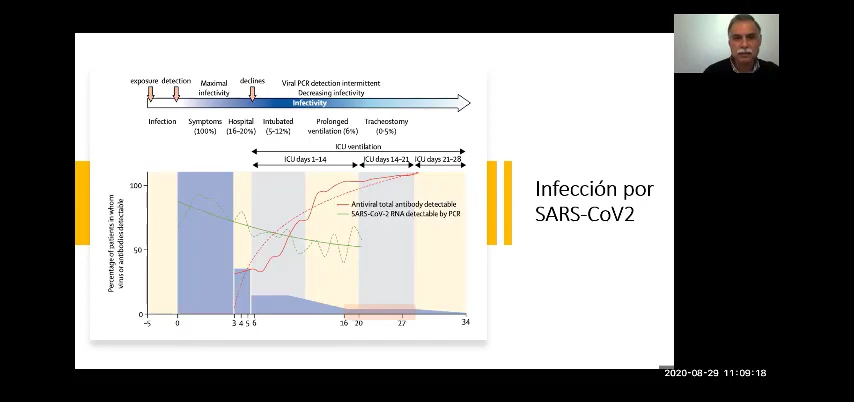 exposure detection declines
Maximal
infectivity
Viral PCR detection intermittent
Decreasing infectivity
Infectivity
Infection
Symptoms
(100%)
Hospital
(16–20%)
Intubated
(5–12%)
Prolonged
ventilation (6%)
Tracheostomy
(0·5%)
ICU ventilation
ICU days 1–14
ICU days 14–21
ICU days 21–28
Percentage of patients in whom
virus or antibodies detectable
100
50
0
Antiviral total antibody detectable
SARS-CoV-2 RNA detectable by PCR
–5 0 3 4 5 6 16 20 27 34
Infección por
SARS-CoV2
2020-08-29 11:09:18